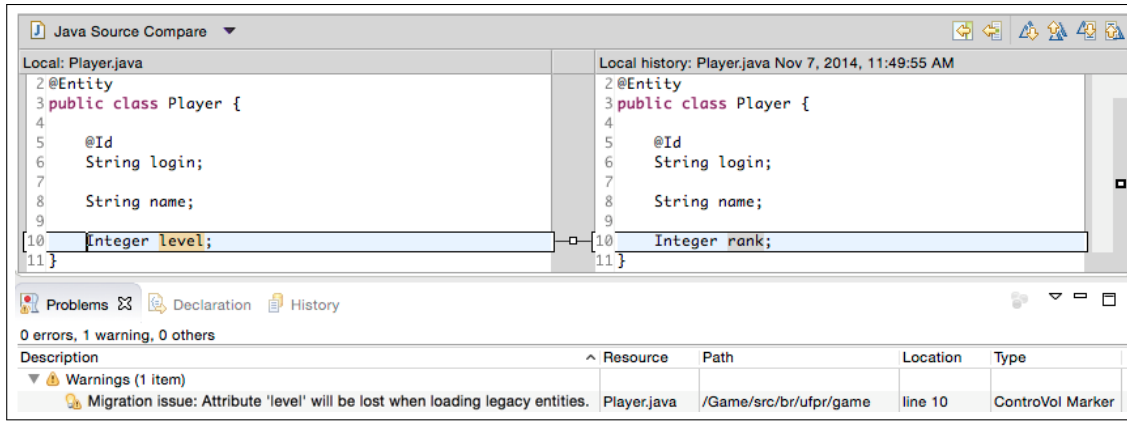 Java Source Compare
Local: Player.java
2 @Entity
3 public class Player {
4
5 @Id
6 String login;
7
8 String name;
9
10 Integer level;
11 }
Local history: Player.java Nov 7, 2014, 11:49:55 AM
2 @Entity
3 public class Player {
4
5 @Id
6 String login;
7
8 String name;
9
10 Integer rank;
11 }
Problems Declaration History
0 errors, 1 warning, 0 others
Description Resource Path Location Type
Warnings (1 item)
Migration issue: Attribute 'level' will be lost when loading legacy entities. Player.java /Game/src/br/ufpr/game line 10 ControVol Marker